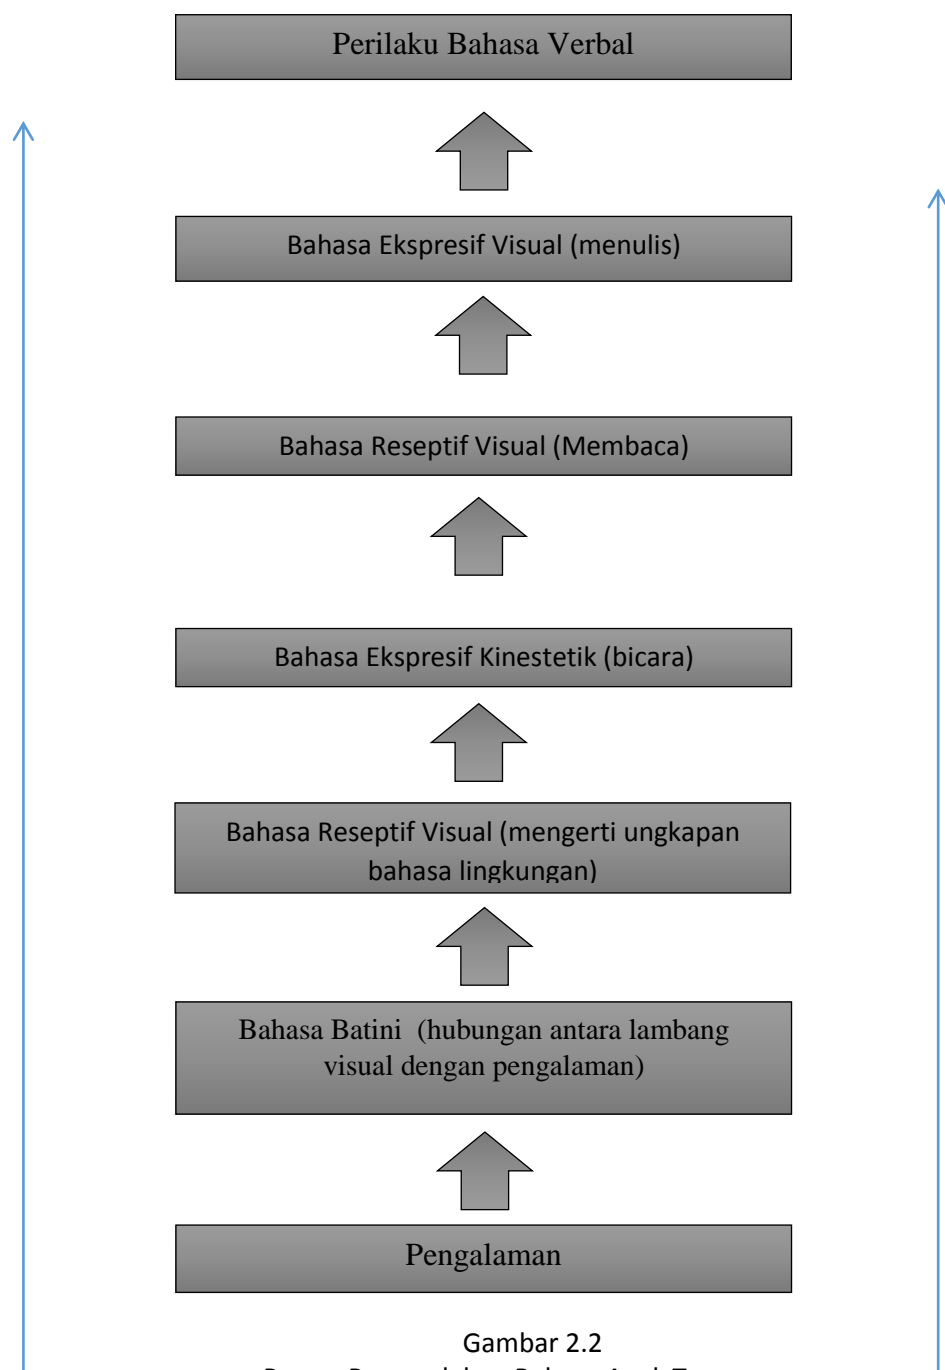 Perilaku Bahasa Verbal
Bahasa Ekspresif Visual (menulis)
Bahasa Reseptif Visual (Membaca)
Bahasa Ekspresif Kinestetik (bicara)
Bahasa Reseptif Visual (mengerti ungkapan
bahasa lingkungan)
Bahasa Batini (hubungan antara lambang
visual dengan pengalaman)
Pengalaman
Gambar 2.2